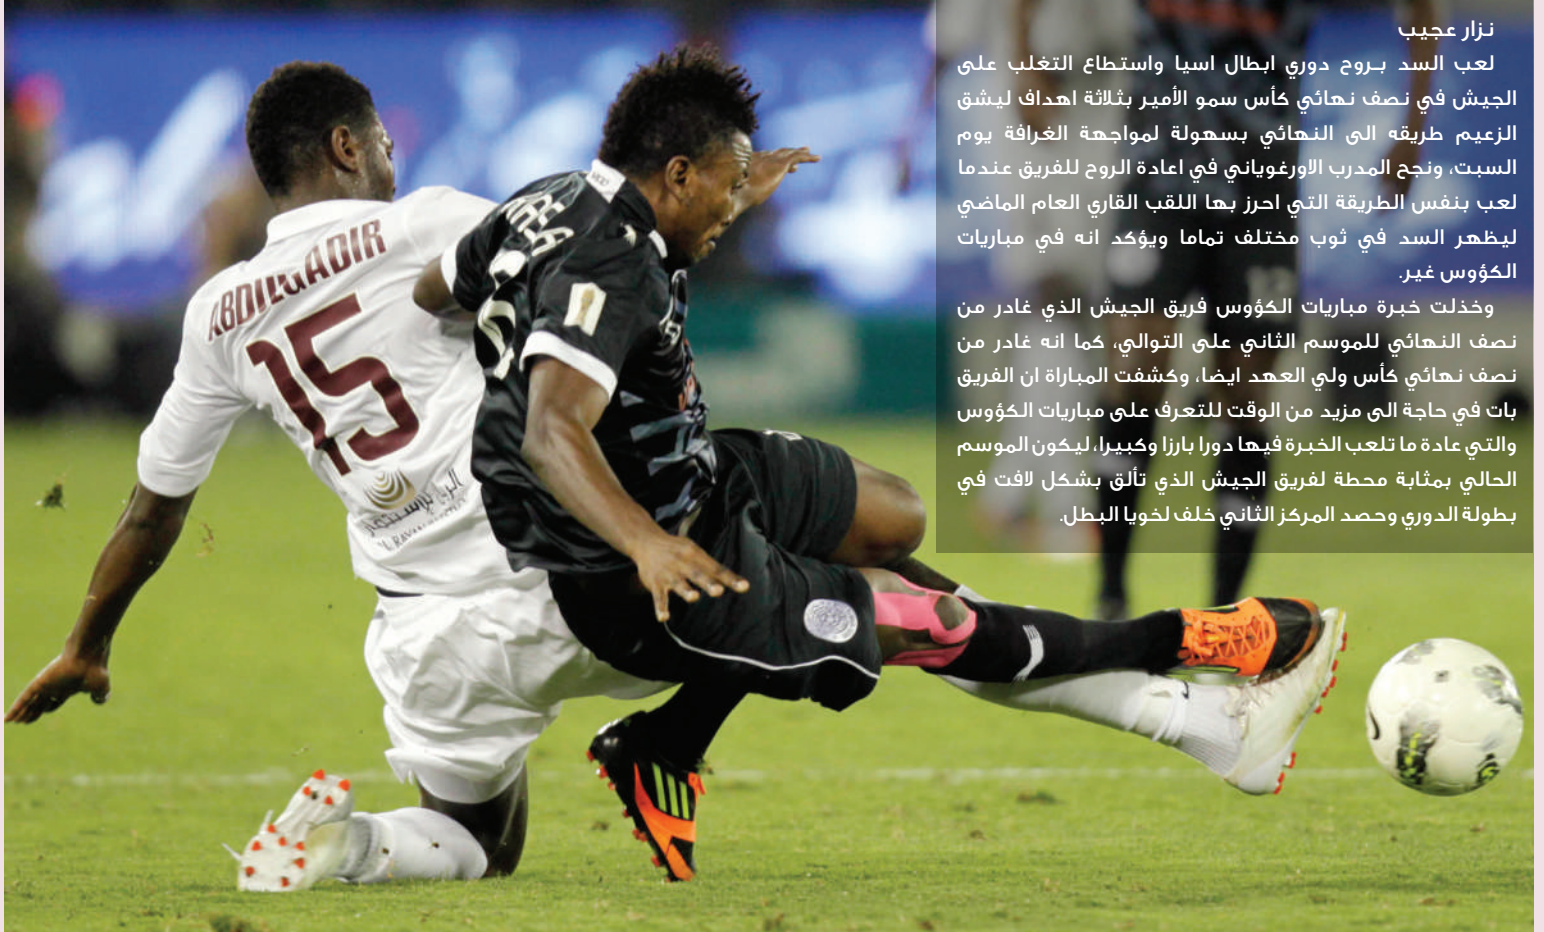 نزار عجيب
لعب السد بـروح دوري ابطال اسيا واستطاع التغلب على
الجيش في نصف نهائي كأس سمو الأمير بثلاثة اهداف ليشق
الزعيم طريقه الى النهائي بسهولة لمواجهة الغرافة يوم
السبت، ونجح المدرب الاورغوياني في اعادة الروح للفريق عندما
لعب بنفس الطريقة التي احرز بها اللقب القاري العام الماضي
ليظهر السد في ثوب مختلف تماما ويؤكد انه في مباريات
الكؤوس غير.
وخذلت خبرة مباريات الكؤوس فريق الجيش الذي غادر من
نصف النهائي للموسم الثاني على التوالي، كما انه غادر من
نصف نهائي كأس ولي العهد ايضا، وكشفت المباراة ان الفريق
بات في حاجة الى مزيد من الوقت للتعرف على مباريات الكؤوس
والتي عادة ما تلعب الخبرة فيها دورا بارزا وكبيرا، ليكون الموسم
الحالي بمثابة محطة لفريق الجيش الذي تألق بشكل لافت في
بطولة الدوري وحصد المركز الثاني خلف لخويا البطل.
ABDULGADIR
15